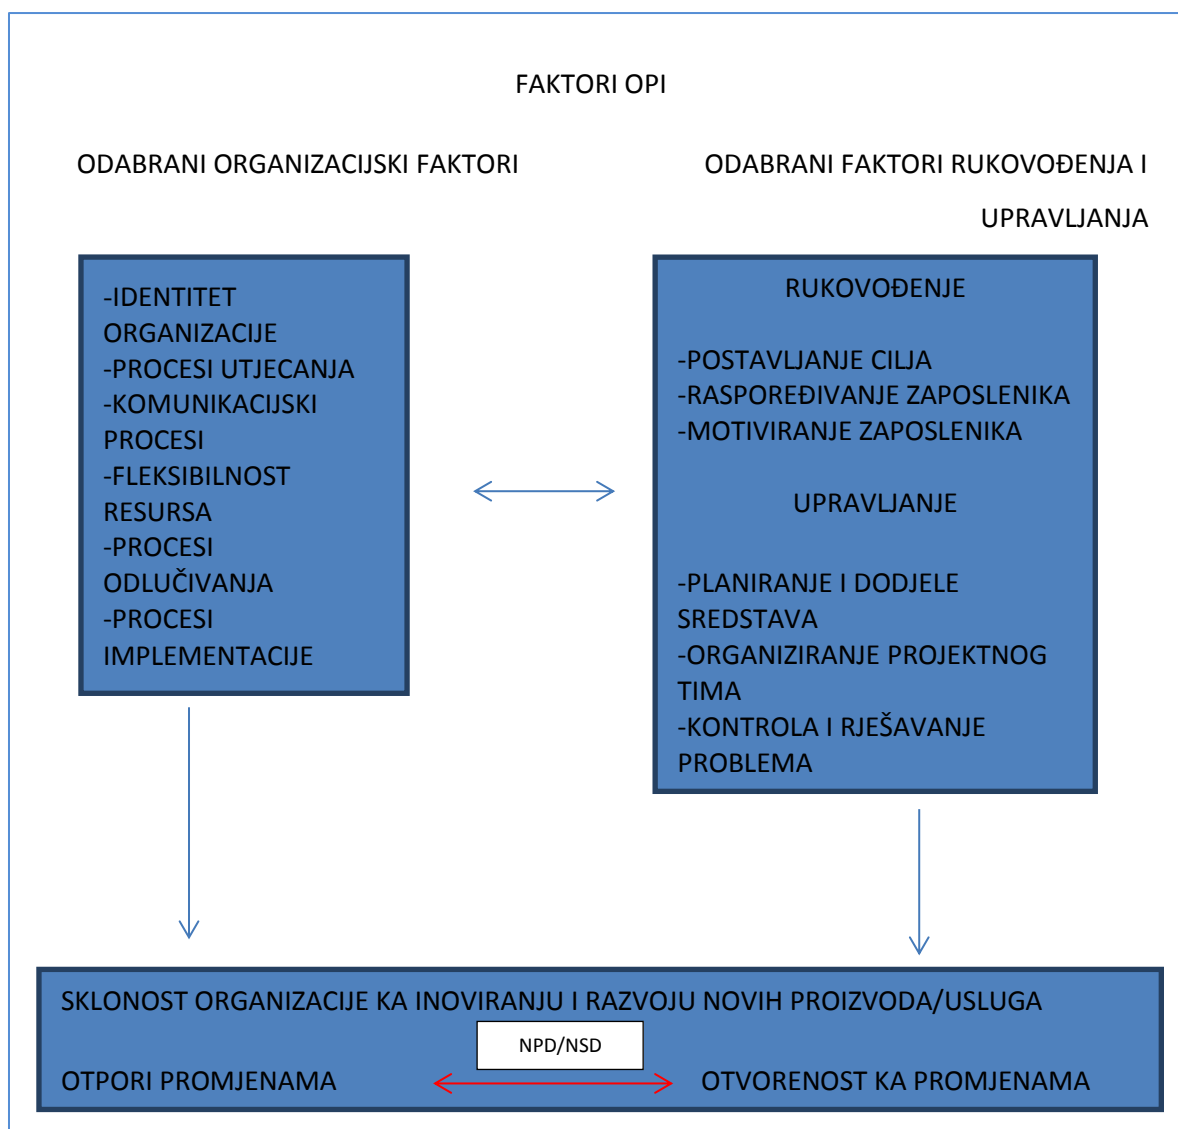 FAKTORI OPI
ODABRANI ORGANIZACIJSKI FAKTORI
ODABRANI FAKTORI RUKOVOĐENJA I
UPRAVLJANJA
-IDENTITET
ORGANIZACIJE
-PROCESI UTJECANJA
-KOMUNIKACIJSKI
PROCESI
-FLEKSIBILNOST
RESURSA
-PROCESI
ODLUČIVANJA
-PROCESI
IMPLEMENTACIJE
RUKOVOĐENJE
-POSTAVLJANJE CILJA
-RASPOREĐIVANJE ZAPOSLENIKA
-MOTIVIRANJE ZAPOSLENIKA
UPRAVLJANJE
-PLANIRANJE I DODJELE
SREDSTAVA
-ORGANIZIRANJE PROJEKTNOG
TIMA
-KONTROLA I RJEŠAVANJE
PROBLEMA
SKLONOST ORGANIZACIJE KA INOVIRANJU I RAZVOJU NOVIH PROIZVODA/USLUGA
NPD/NSD
OTPORI PROMJENAMA
OTVORENOST KA PROMJENAMA